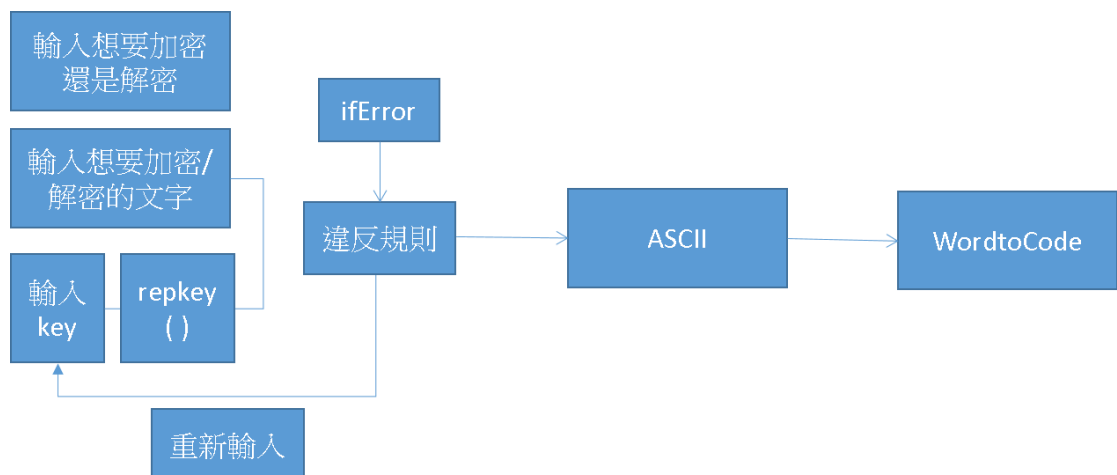 輸入想要加密
還是解密
ifError
輸入想要加密/
解密的文字
違反規則
ASCII
WordtoCode
輸入
key
repkey
( )
重新輸入